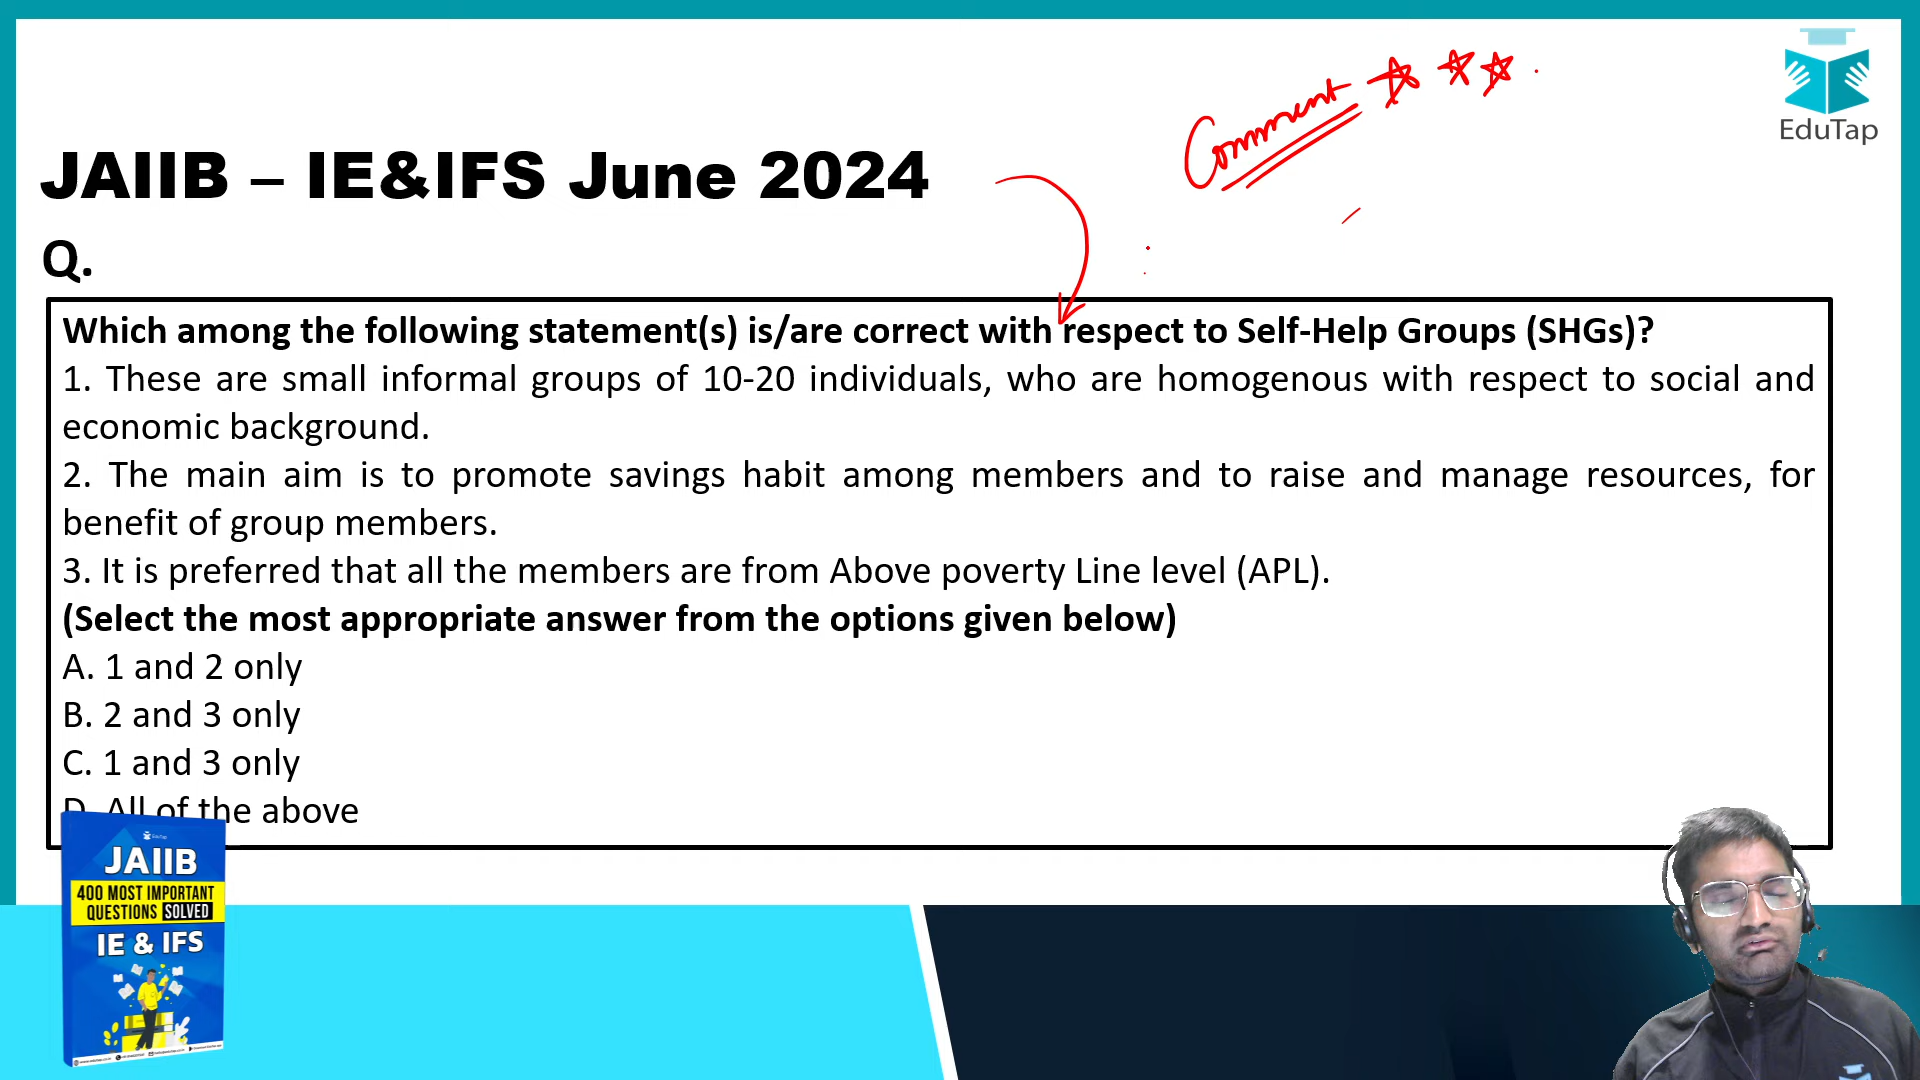 Comment
EduTap
JAIIB – IE&IFS June 2024
Q.
Which among the following statement(s) is/are correct with respect to Self-Help Groups (SHGs)?
1. These are small informal groups of 10-20 individuals, who are homogenous with respect to social and
economic background.
2. The main aim is to promote savings habit among members and to raise and manage resources, for
benefit of group members.
3. It is preferred that all the members are from Above poverty Line level (APL).
(Select the most appropriate answer from the options given below)
A. 1 and 2 only
B. 2 and 3 only
C. 1 and 3 only
D. All of the above
EduTap
JAIIB
400 MOST IMPORTANT
QUESTIONS SOLVED
IE & IFS